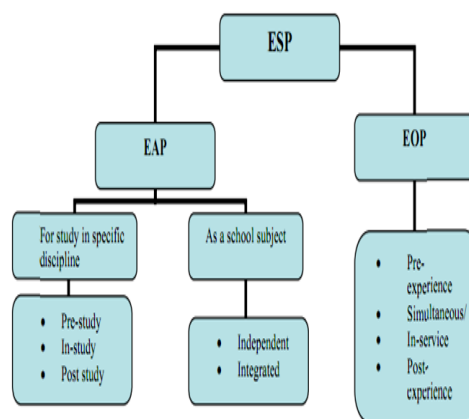 ESP
EAP
EOP
For study in specific
discipline
As a school subject
• Pre-study
• In-study
• Post study
• Independent
• Integrated
• Pre-
experience
• Simultaneous/
• In-service
• Post-
experience